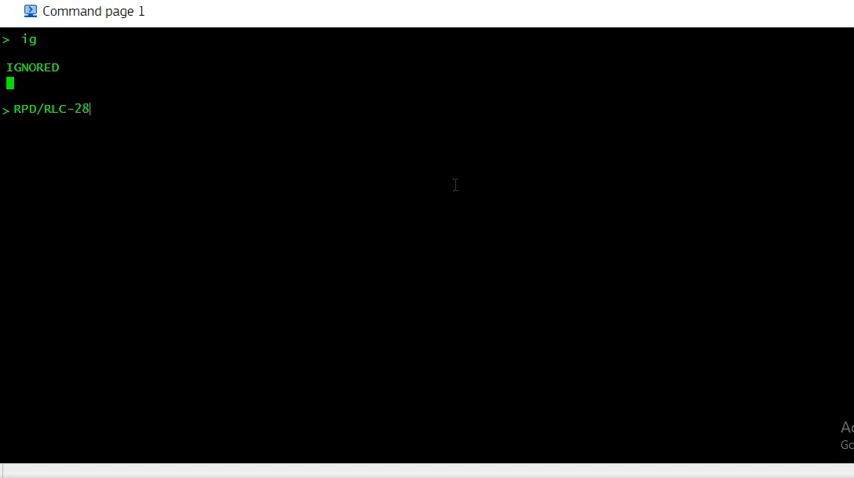 Command page 1
> ig
IGNORED
> RPD/RLC-28